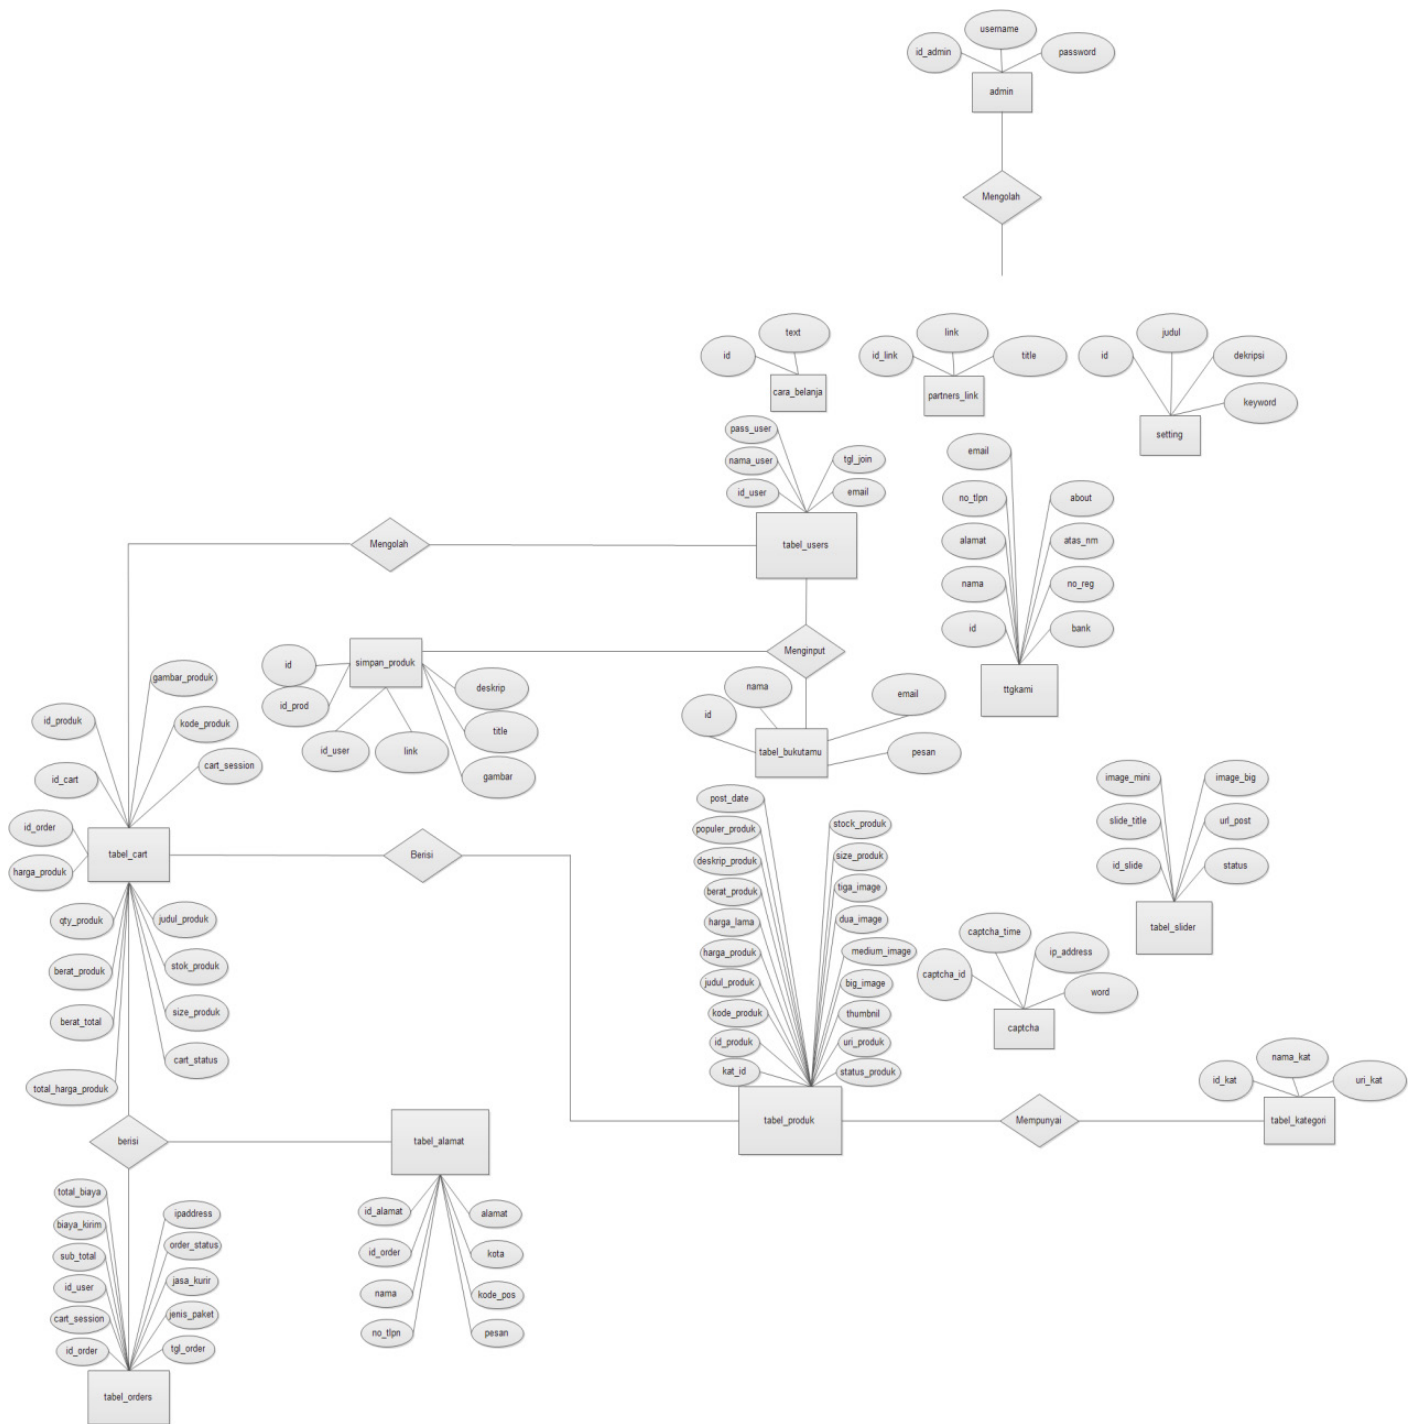 username
id_admin
password
admin
Mengolah
text
id
cara_belanja
link
id_link
title
partners_link
judul
id
dekripsi
keyword
setting
pass_user
nama_user
id_user
tgl_join
email
tabel_users
Mengolah
email
no_tlpn
alamat
nama
id
about
atas_nm
no_reg
bank
ttgkami
Menginput
simpan_produk
id
id_prod
id_user
link
deskrip
title
gambar
nama
id
email
pesan
tabel_bukutamu
gambar_produk
id_produk
kode_produk
id_cart
cart_session
id_order
harga_produk
tabel_cart
Berisi
qty_produk
judul_produk
berat_produk
stok_produk
berat_total
size_produk
total_harga_produk
cart_status
post_date
populer_produk
deskrip_produk
berat_produk
harga_lama
harga_produk
judul_produk
kode_produk
id_produk
kat_id
stock_produk
size_produk
tiga_image
dua_image
medium_image
big_image
thumbnil
uri_produk
status_produk
tabel_produk
image_mini
slide_title
id_slide
image_big
url_post
status
tabel_slider
captcha_time
captcha_id
ip_address
word
captcha
Mempunyai
nama_kat
id_kat
uri_kat
tabel_kategori
berisi
tabel_alamat
id_alamat
id_order
nama
no_tlpn
alamat
kota
kode_pos
pesan
total_biaya
biaya_kirim
sub_total
id_user
cart_session
id_order
ipaddress
order_status
jasa_kurir
jenis_paket
tgl_order
tabel_orders